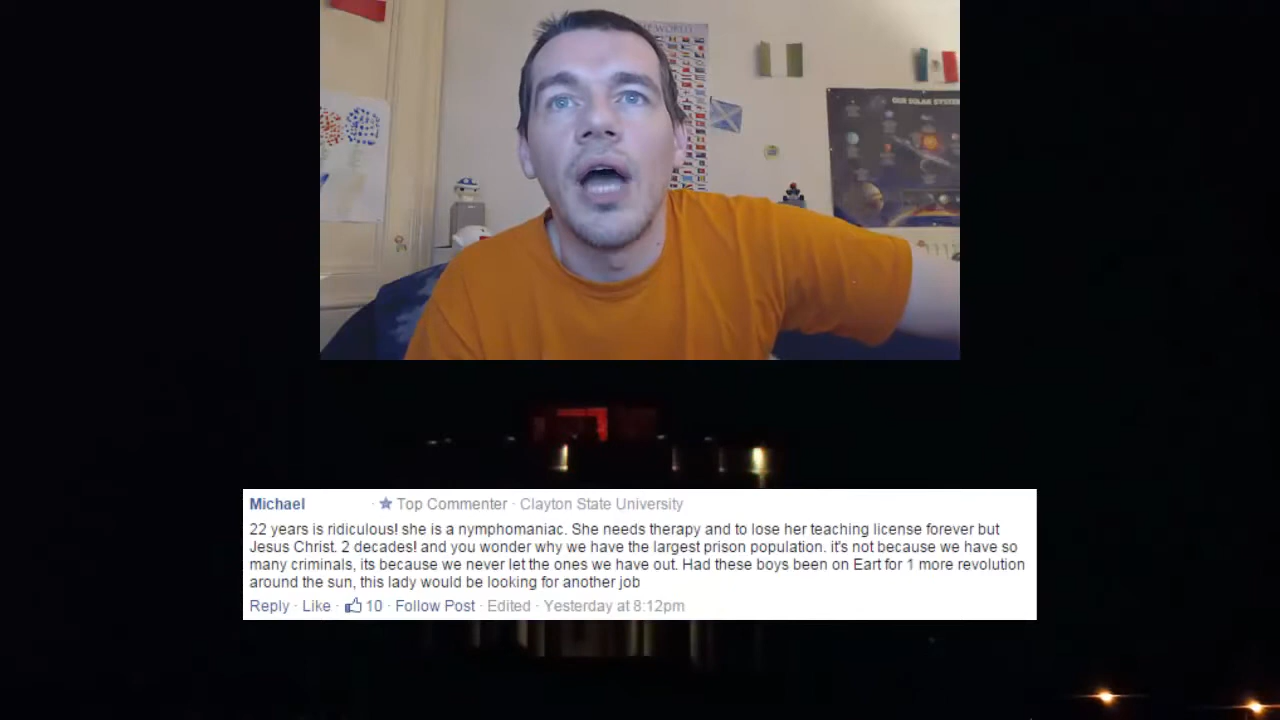 WORLD
OUR SOLAR SYSTEM
Michael · Top Commenter · Clayton State University
22 years is ridiculous! she is a nymphomaniac. She needs therapy and to lose her teaching license forever but
Jesus Christ. 2 decades! and you wonder why we have the largest prison population. it's not because we have so
many criminals, its because we never let the ones we have out. Had these boys been on Eart for 1 more revolution
around the sun, this lady would be looking for another job
Reply · Like · 10 · Follow Post · Edited · Yesterday at 8:12pm